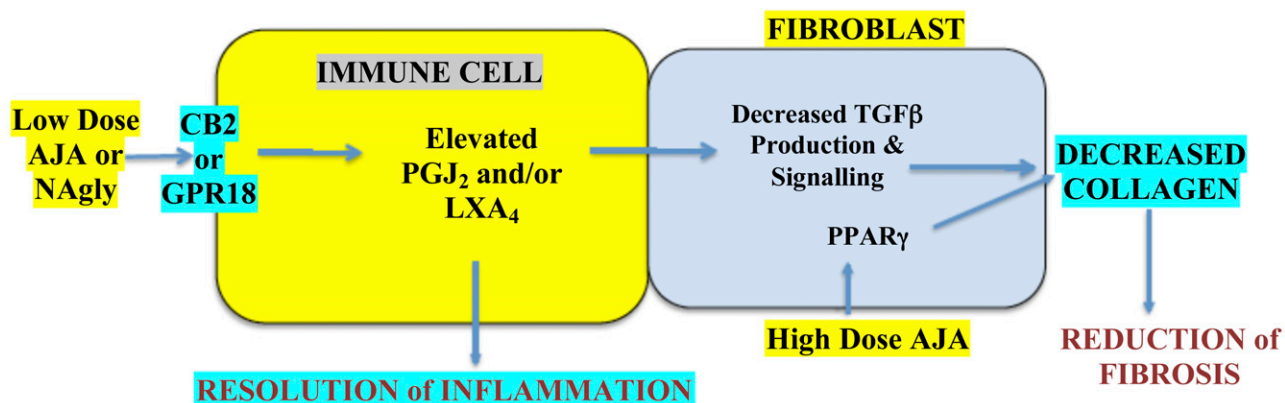 FIBROBLAST
IMMUNE CELL
Low Dose
AJA or
NAgly
CB2
or
GPR18
Elevated
PGJ₂ and/or
LXA₄
Decreased TGFβ
Production &
Signalling
PPARγ
DECREASED
COLLAGEN
High Dose AJA
RESOLUTION of INFLAMMATION
REDUCTION of
FIBROSIS